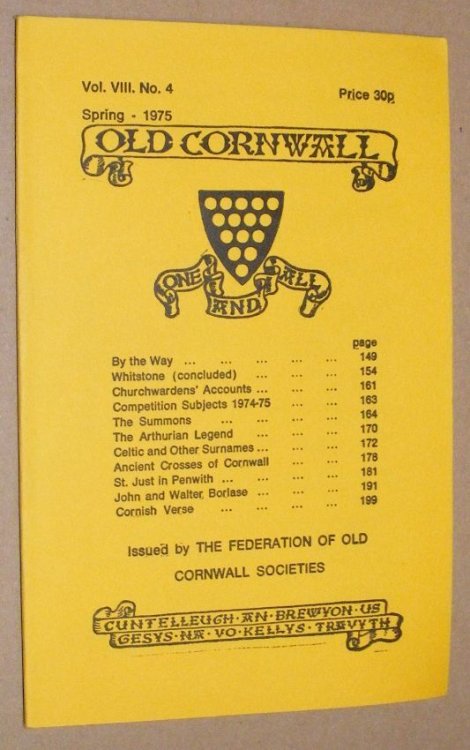 Vol. VIII. No. 4
Price 30p
Spring - 1975
OLD CORNWALL
ONE AND ALL
page
By the Way ... ... ... ... ... 149
Whitstone (concluded) ... ... ... 154
Churchwardens' Accounts ... ... ... 161
Competition Subjects 1974-75 ... ... 163
The Summons ... ... ... ... 164
The Arthurian Legend ... ... ... 170
Celtic and Other Surnames ... ... ... 172
Ancient Crosses of Cornwall ... ... 178
St. Just in Penwith ... ... ... ... 181
John and Walter Borlase ... ... ... 191
Cornish Verse ... ... ... ... 199
Issued by THE FEDERATION OF OLD
CORNWALL SOCIETIES
CUNTELLEUGH · AN · BREWYON · US
GESYS · NA · VO · KELLYS · TRAVYTH